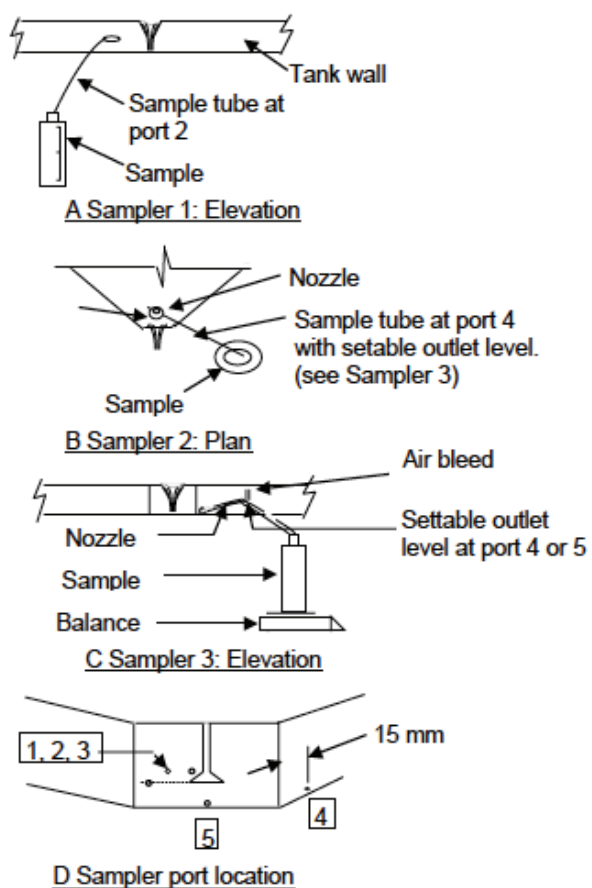 Tank wall
Sample tube at
port 2
Sample
A Sampler 1: Elevation
Nozzle
Sample tube at port 4
with setable outlet level.
(see Sampler 3)
Sample
B Sampler 2: Plan
Air bleed
Nozzle
Settable outlet
level at port 4 or 5
Sample
Balance
C Sampler 3: Elevation
1, 2, 3
15 mm
4
5
D Sampler port location